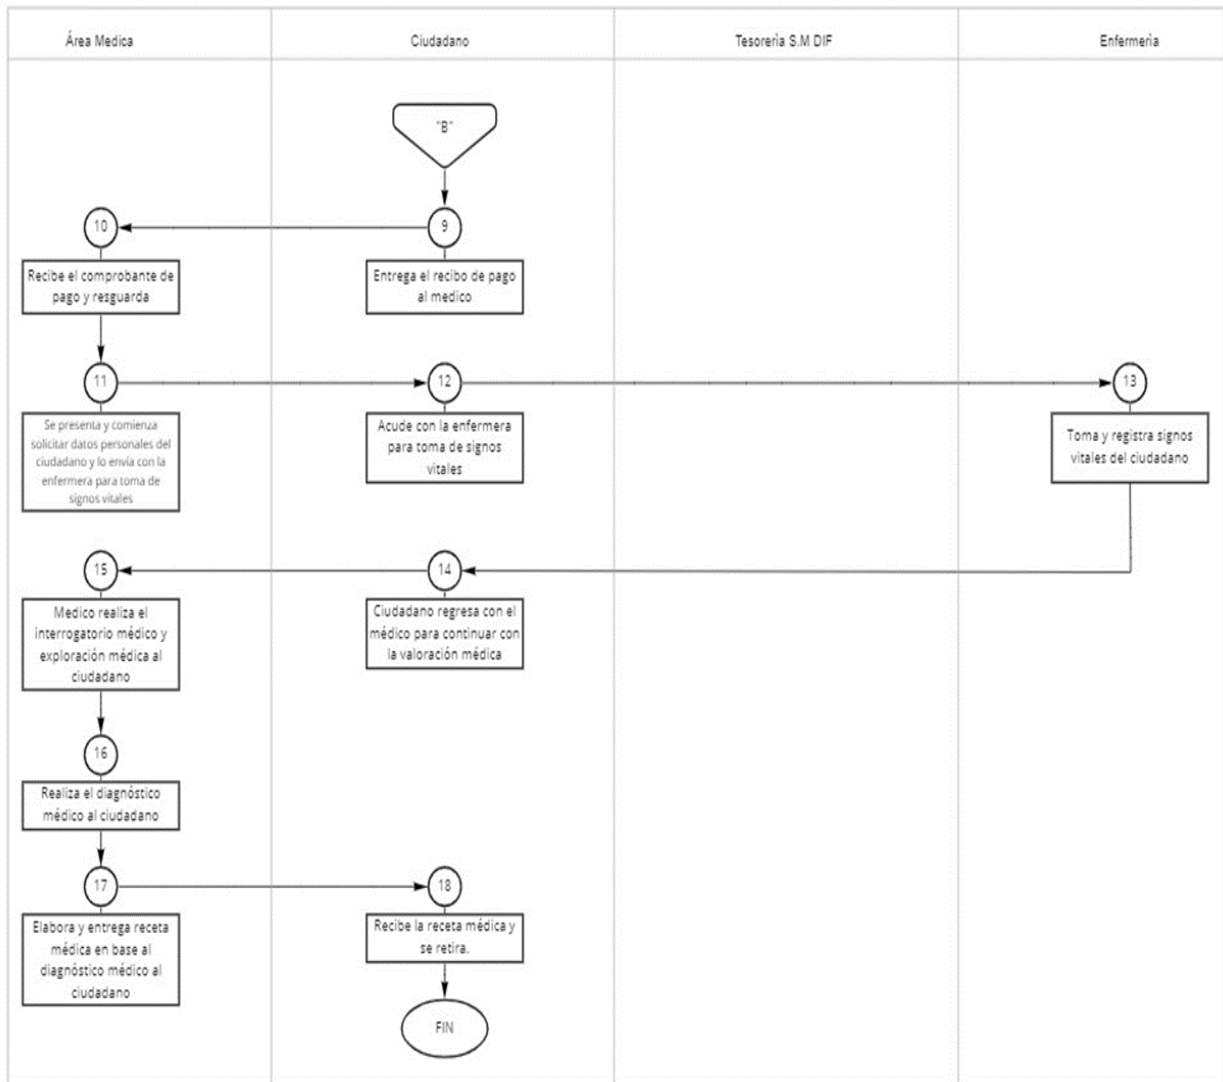 Área Medica
Ciudadano
Tesorería S.M DIF
Enfermería
"B"
10
9
Recibe el comprobante de
pago y resguarda
Entrega el recibo de pago
al medico
11
12
13
Se presenta y comienza
solicitar datos personales del
ciudadano y lo envía con la
enfermera para toma de
signos vitales
Acude con la enfermera
para toma de signos
vitales
Toma y registra signos
vitales del ciudadano
15
14
Medico realiza el
interrogatorio médico y
exploración médica al
ciudadano
Ciudadano regresa con el
médico para continuar con
la valoración médica
16
Realiza el diagnóstico
médico al ciudadano
17
18
Elabora y entrega receta
médica en base al
diagnóstico médico al
ciudadano
Recibe la receta médica y
se retira.
FIN